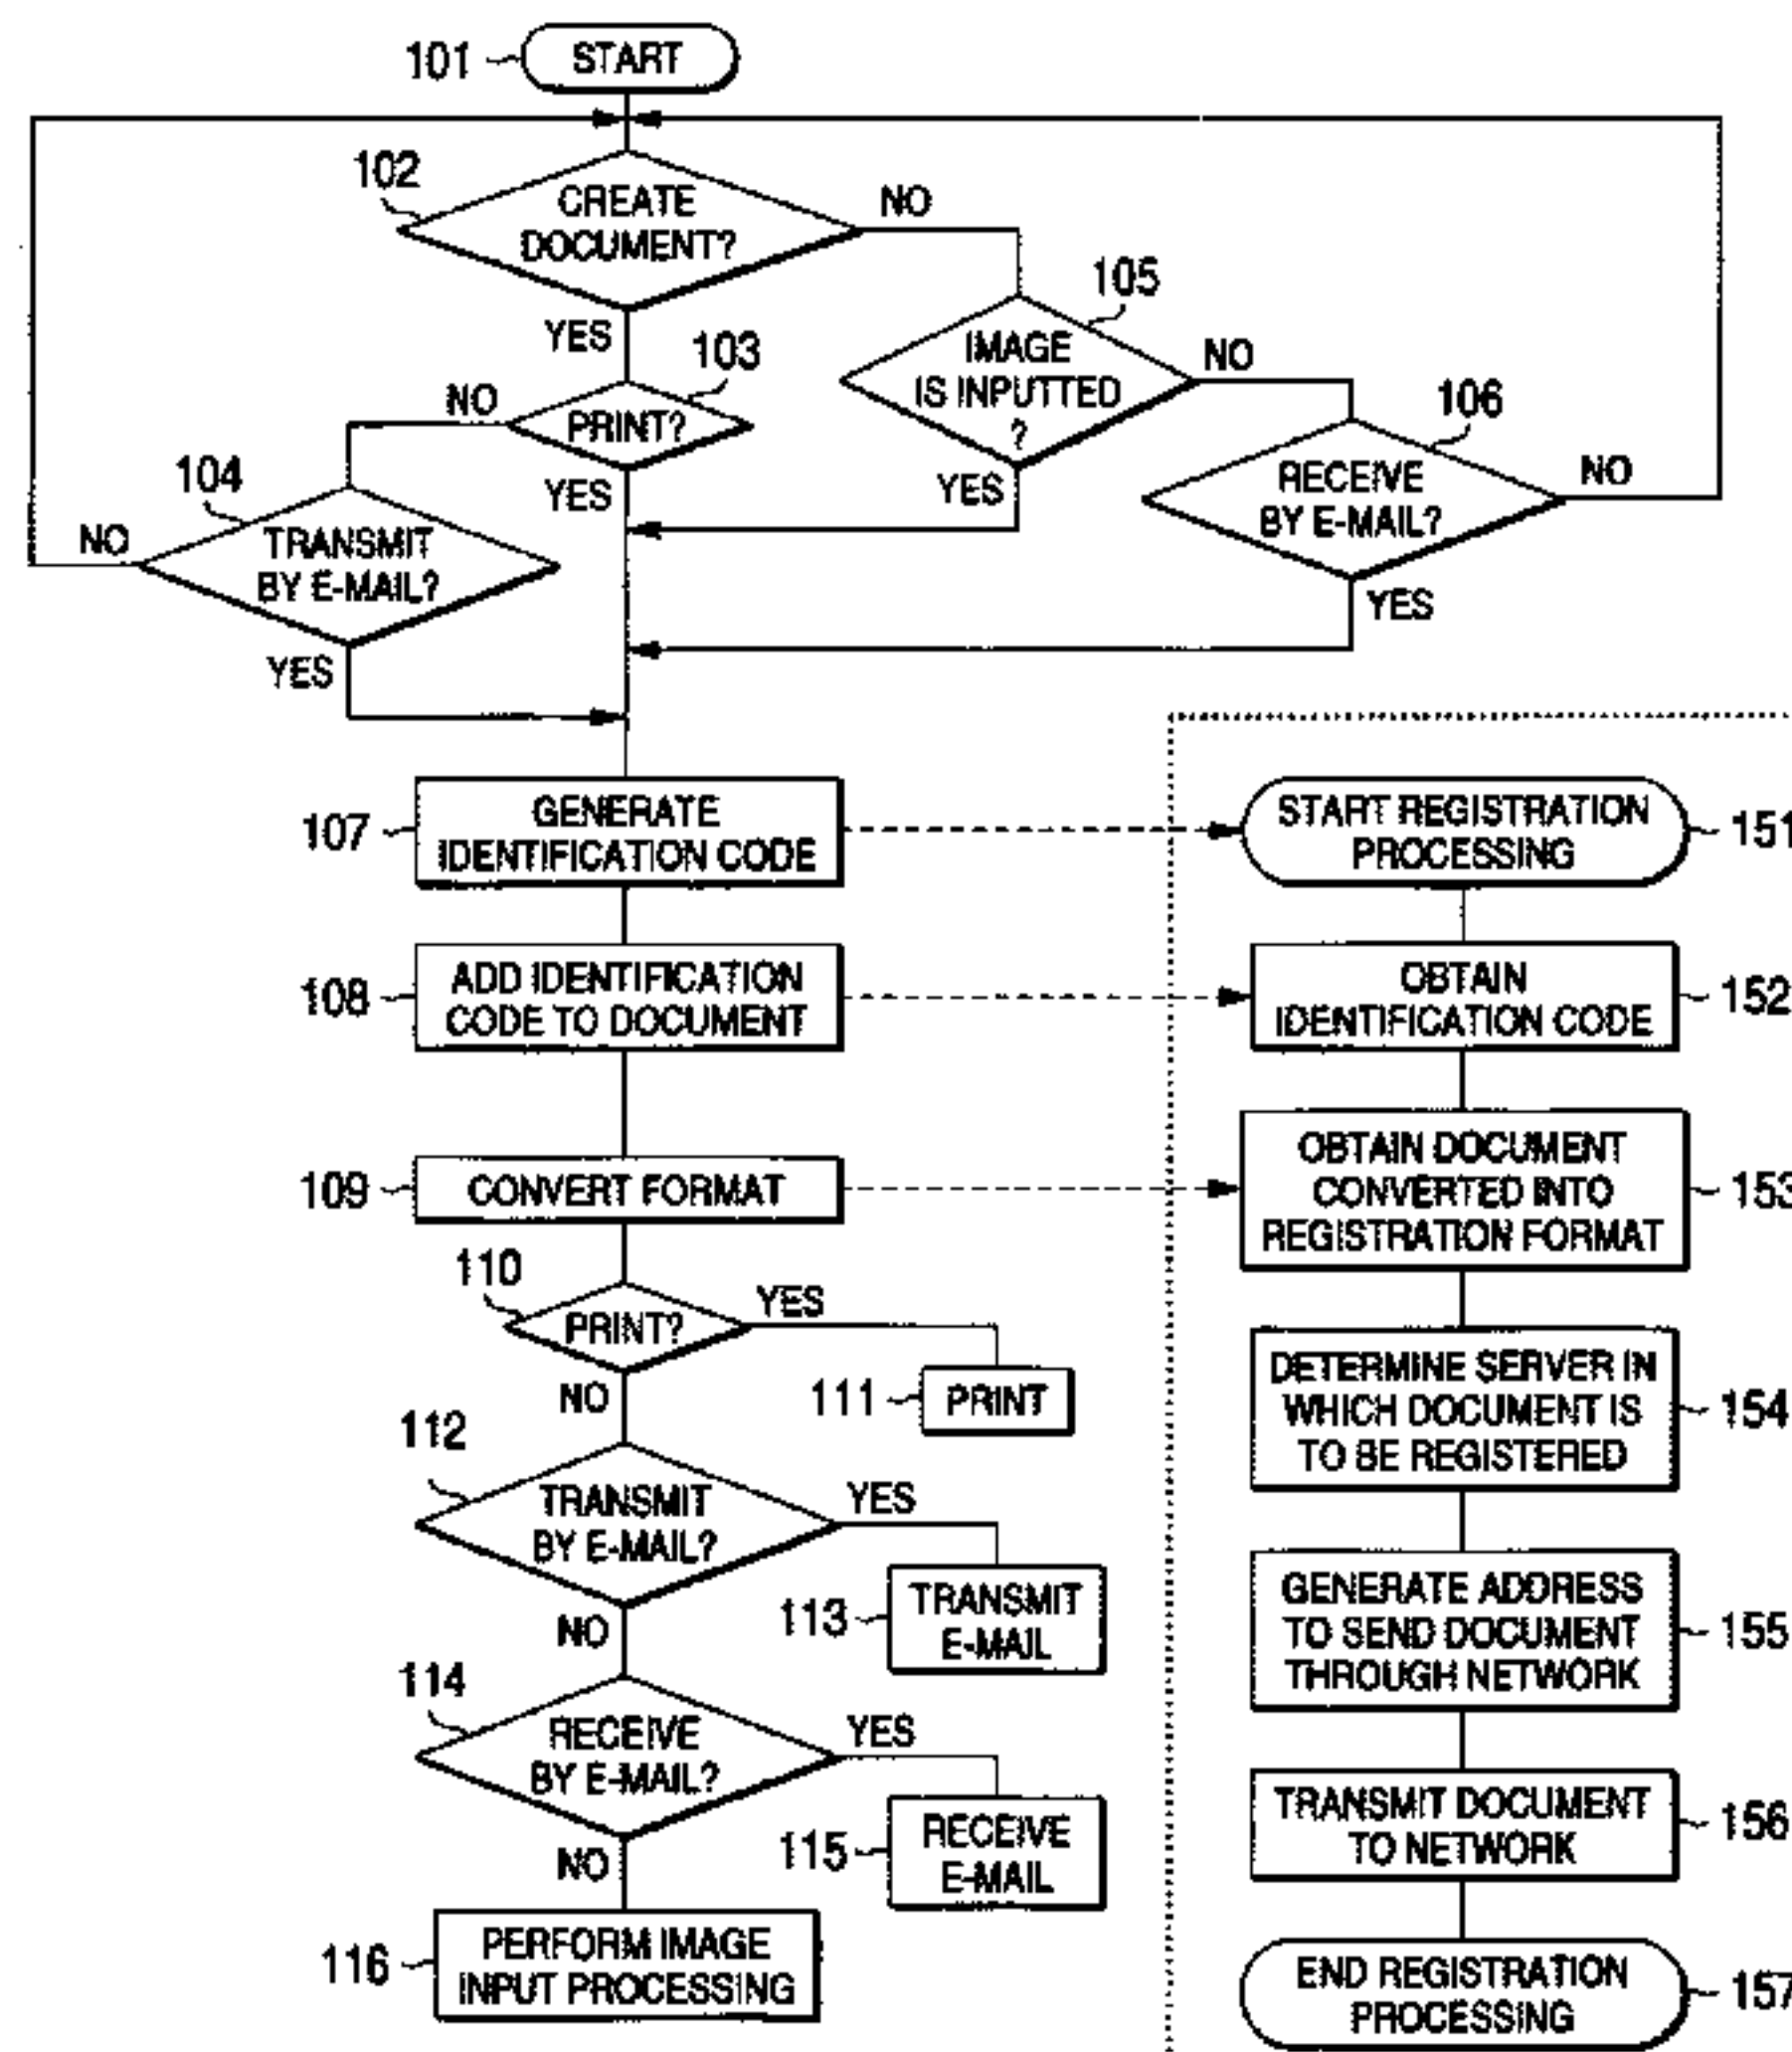 101
START
102
CREATE
DOCUMENT?
NO
YES
105
IMAGE
IS INPUTTED
?
NO
YES
103
PRINT?
NO
YES
106
RECEIVE
BY E-MAIL?
NO
YES
104
TRANSMIT
BY E-MAIL?
NO
YES
107
GENERATE
IDENTIFICATION CODE
108
ADD IDENTIFICATION
CODE TO DOCUMENT
109
CONVERT FORMAT
110
PRINT?
YES
NO
111
PRINT
112
TRANSMIT
BY E-MAIL?
YES
NO
113
TRANSMIT
E-MAIL
114
RECEIVE
BY E-MAIL?
YES
NO
115
RECEIVE
E-MAIL
116
PERFORM IMAGE
INPUT PROCESSING
START REGISTRATION
PROCESSING
151
OBTAIN
IDENTIFICATION CODE
152
OBTAIN DOCUMENT
CONVERTED INTO
REGISTRATION FORMAT
153
DETERMINE SERVER IN
WHICH DOCUMENT IS
TO BE REGISTERED
154
GENERATE ADDRESS
TO SEND DOCUMENT
THROUGH NETWORK
155
TRANSMIT DOCUMENT
TO NETWORK
156
END REGISTRATION
PROCESSING
157